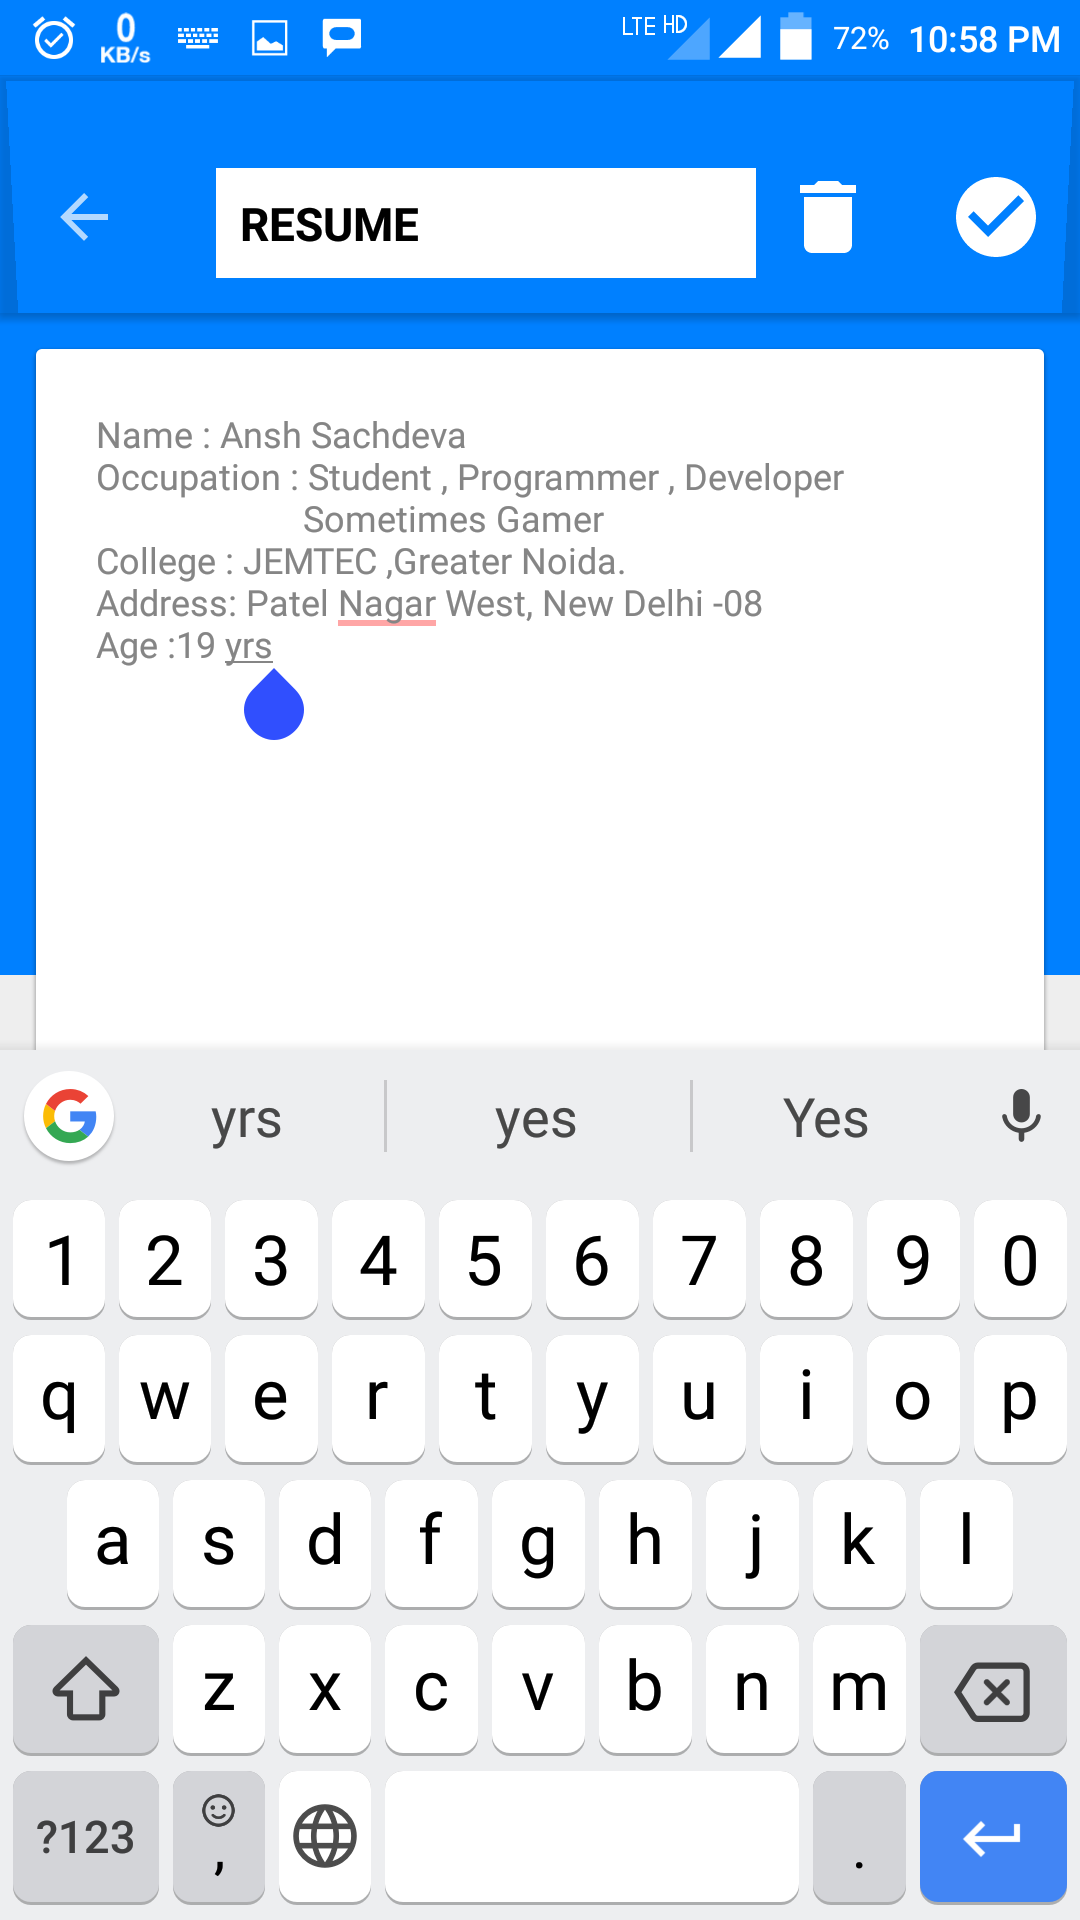 0
KB/s
LTE HD
72%
10:58 PM
RESUME
Name : Ansh Sachdeva
Occupation : Student , Programmer , Developer
Sometimes Gamer
College : JEMTEC ,Greater Noida.
Address: Patel Nagar West, New Delhi -08
Age :19 yrs
G yrs yes Yes
1 2 3 4 5 6 7 8 9 0
q w e r t y u i o p
a s d f g h j k l
z x c v b n m
?123 , .